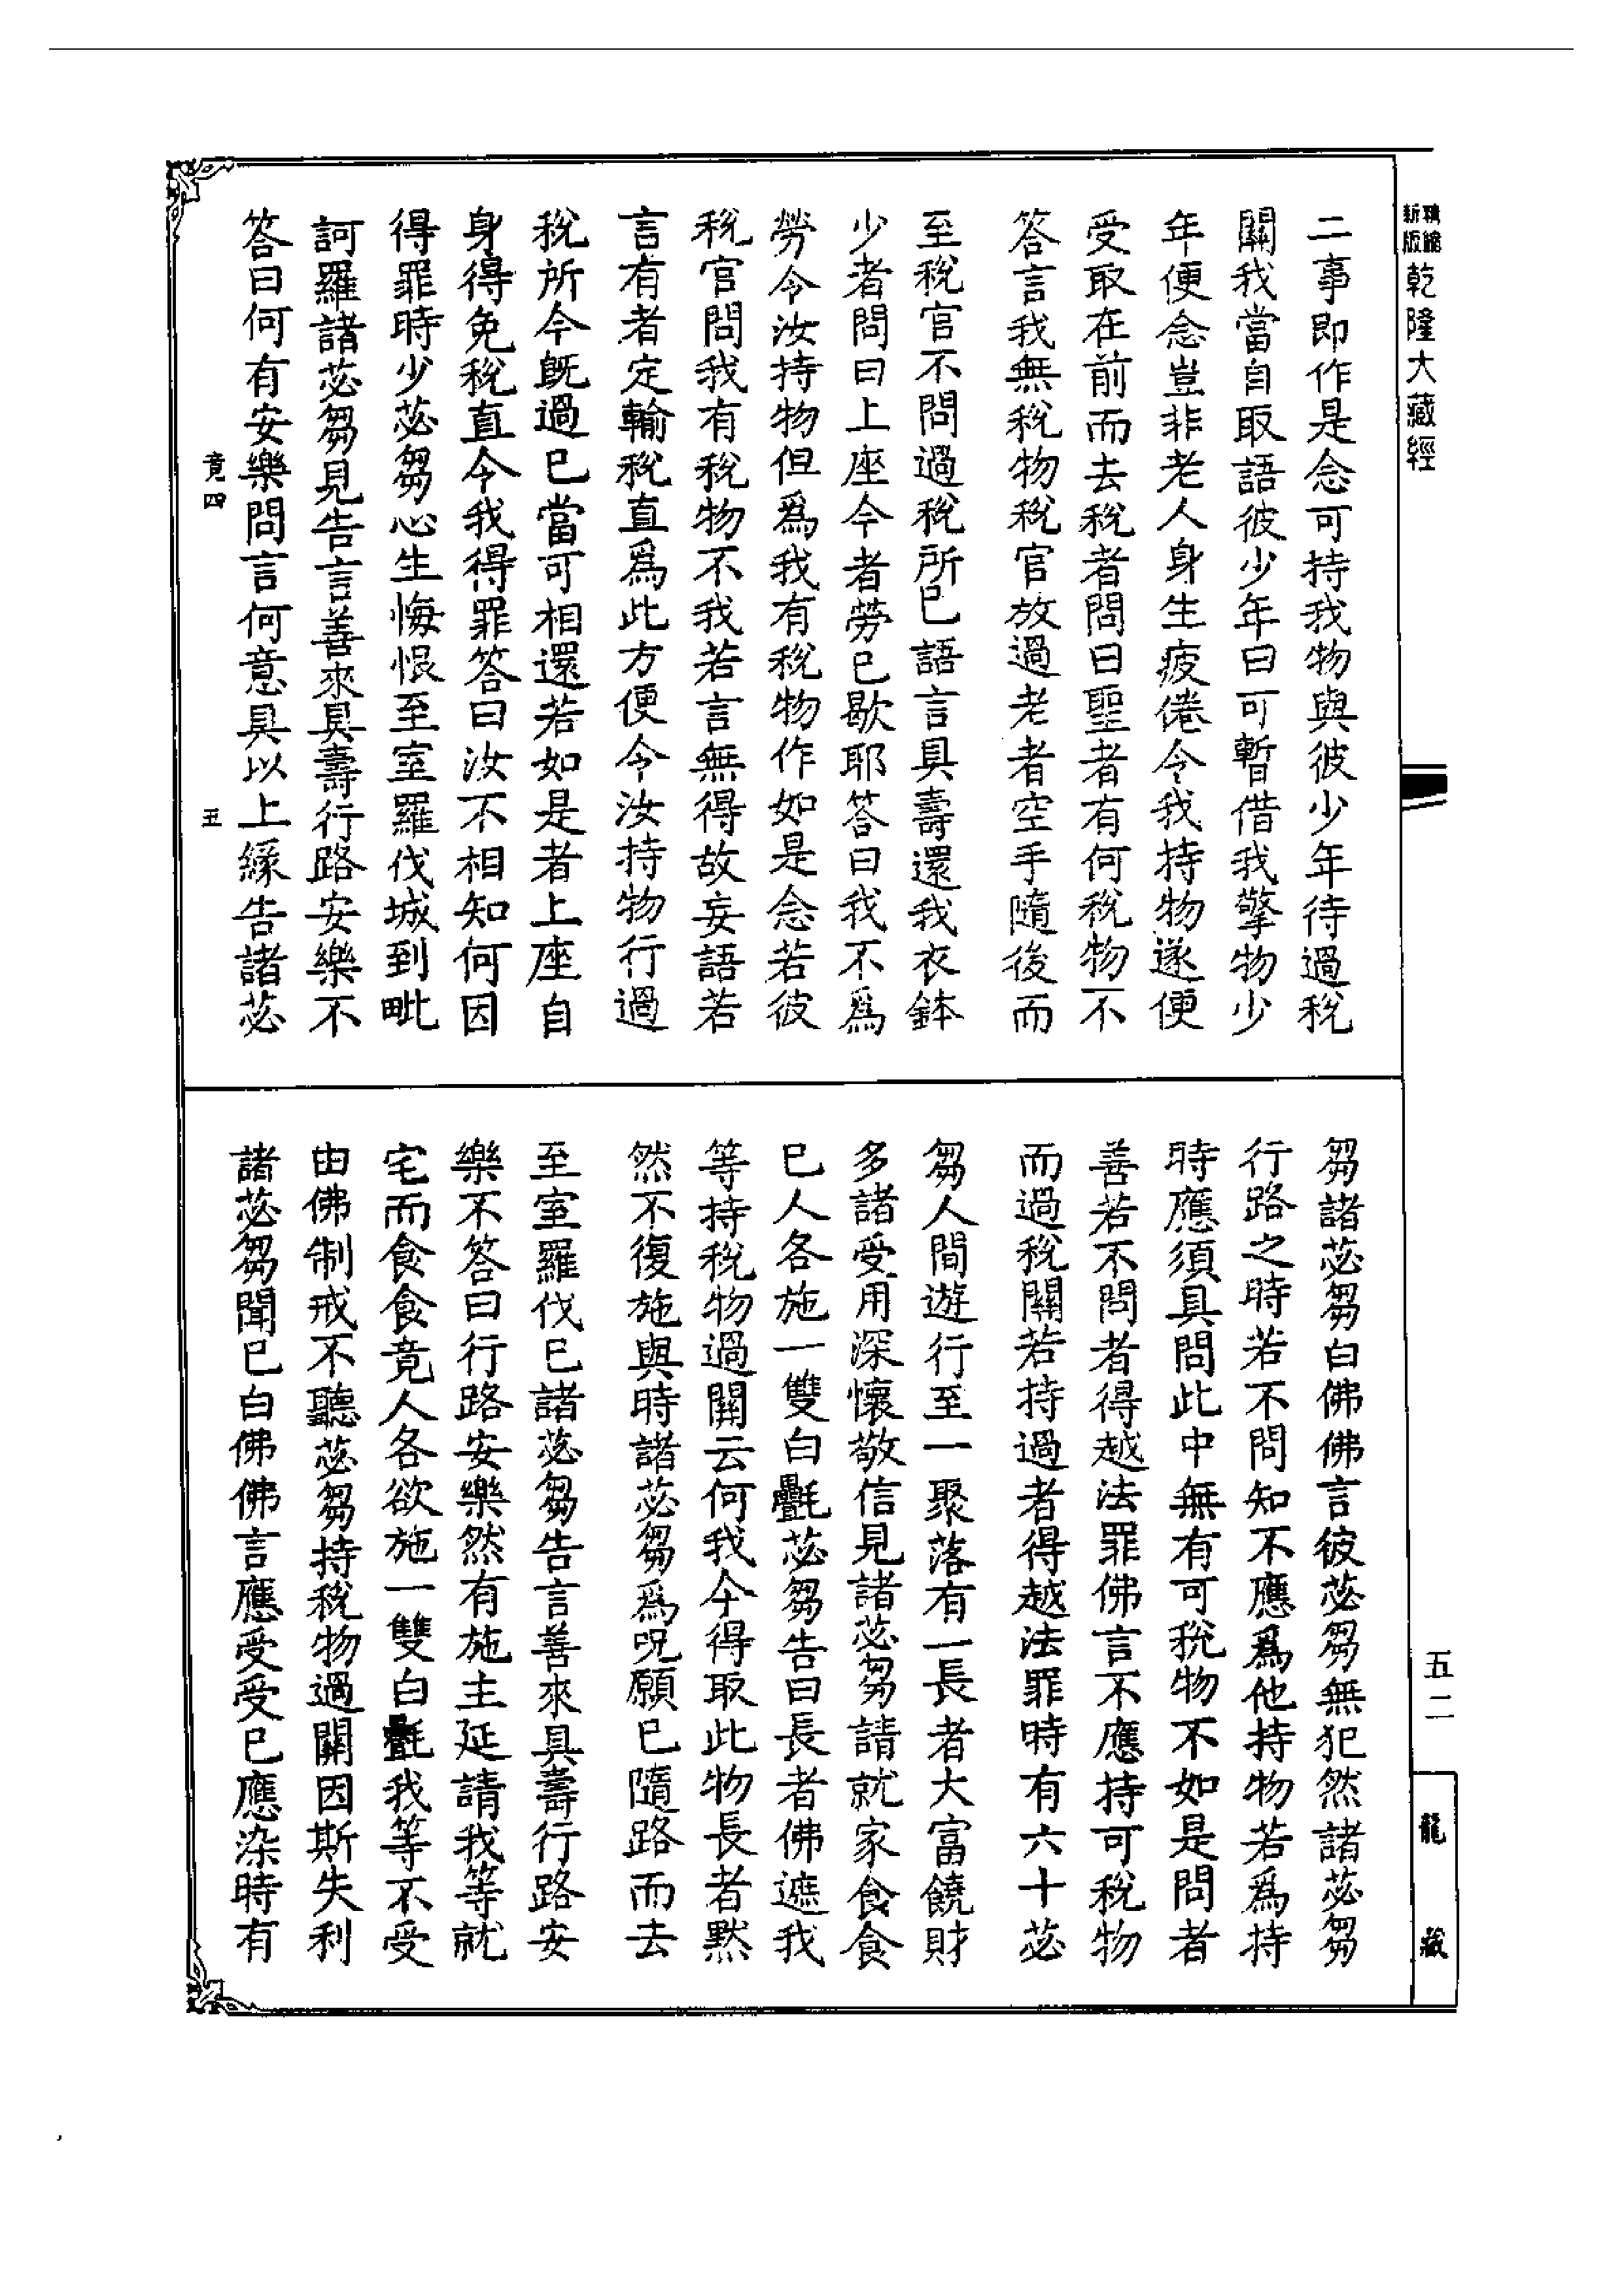 精縮新版乾隆大藏經
二事即作是念可持我物與彼少年待過稅
關我當自取語彼少年曰可暫借我擎物少
年便念豈非老人身生疲倦令我持物遂便
受取在前而去稅者問曰聖者有何稅物不
答言我無稅物稅官放過老者空手隨後而
至稅官不問過稅所已語言具壽還我衣鉢
少者問曰上座今者勞已歇耶答曰我不爲
勞令汝持物但爲我有稅物作如是念若彼
稅官問我有稅物不我若言無得故妄語若
言有者定輸稅直爲此方便令汝持物行過
稅所今既過已當可相還若如是者上座自
身得免稅直令我得罪答曰汝不相知何因
得罪時少苾芻心生悔恨至室羅伐城到毗
訶羅諸苾芻見告言善來具壽行路安樂不
答曰何有安樂問言何意具以上緣告諸苾
竟四 五
芻諸苾芻白佛佛言彼苾芻無犯然諸苾芻
行路之時若不問知不應爲他持物若爲持
時應須具問此中無有可稅物不如是問者
善若不問者得越法罪佛言不應持可稅物
而過稅關若持過者得越法罪時有六十苾
芻人間遊行至一聚落有一長者大富饒財
多諸受用深懷敬信見諸苾芻請就家食食
已人各施一雙白㲲苾芻告曰長者佛遮我
等持稅物過關云何我今得取此物長者默
然不復施與時諸苾芻爲呪願已隨路而去
至室羅伐已諸苾芻告言善來具壽行路安
樂不答曰行路安樂然有施主延請我等就
宅而食食竟人各欲施一雙白㲲我等不受
由佛制戒不聽苾芻持稅物過關因斯失利
諸苾芻聞已白佛佛言應受受已應染時有
五二
龍藏